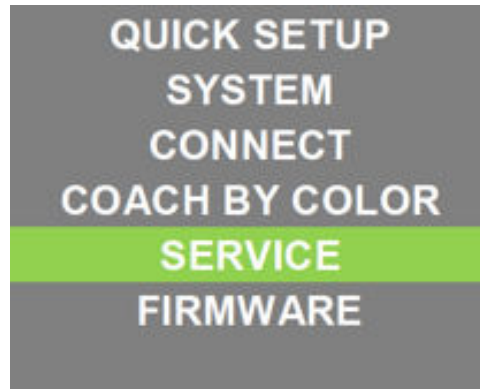 QUICK SETUP
SYSTEM
CONNECT
COACH BY COLOR
SERVICE
FIRMWARE